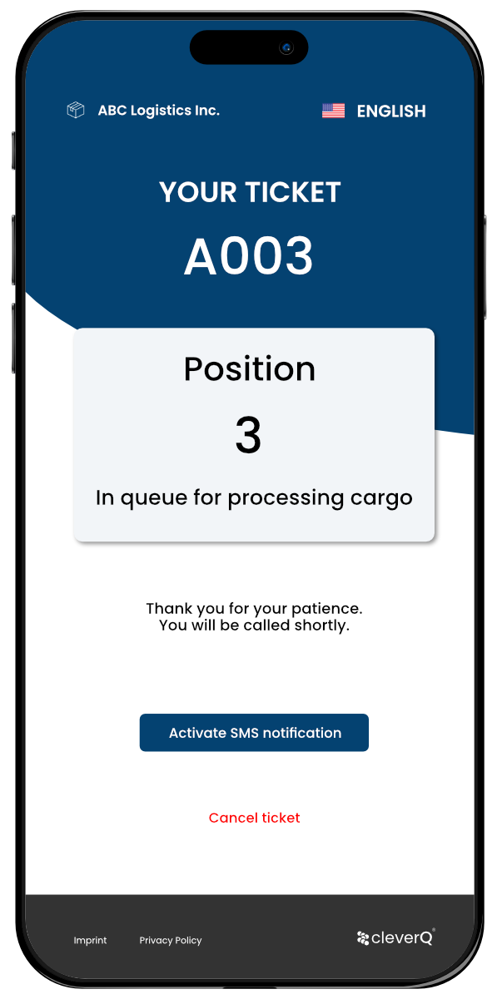 ABC Logistics Inc.
ENGLISH
YOUR TICKET
A003
Position
3
In queue for processing cargo
Thank you for your patience.
You will be called shortly.
Activate SMS notification
Cancel ticket
Imprint
Privacy Policy
cleverQ®